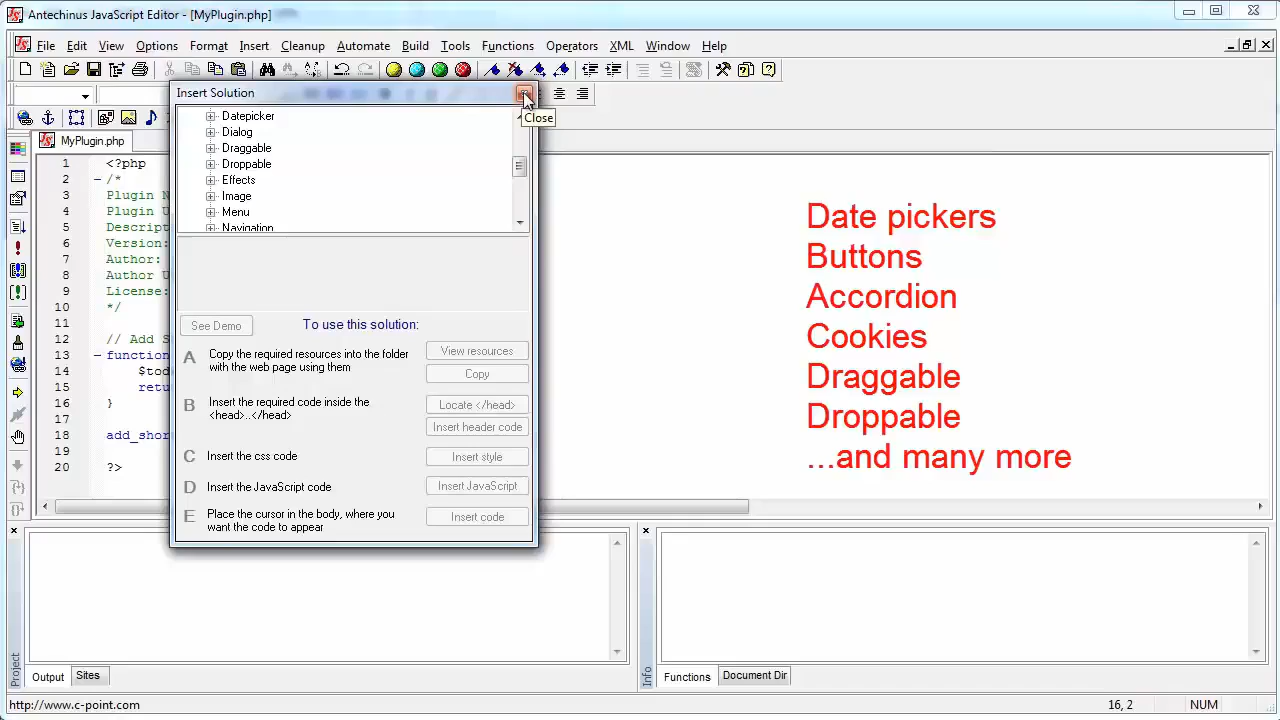 Antechinus JavaScript Editor - [MyPlugin.php]
File Edit View Options Format Insert Cleanup Automate Build Tools Functions Operators XML Window Help
Insert Solution
Close
MyPlugin.php
Datepicker
Dialog
Draggable
Droppable
Effects
Image
Menu
Navigation
1 <?php
2 /*
3 Plugin N
4 Plugin U
5 Descript
6 Version:
7 Author:
8 Author U
9 License:
10 */
11
12 // Add S
13 function
14 $tod
15 retu
16 }
17
18 add_shor
19
20 ?>
See Demo To use this solution:
A Copy the required resources into the folder
with the web page using them
View resources
Copy
B Insert the required code inside the
<head>..</head>
Locate </head>
Insert header code
C Insert the css code Insert style
D Insert the JavaScript code Insert JavaScript
E Place the cursor in the body, where you
want the code to appear
Insert code
Date pickers
Buttons
Accordion
Cookies
Draggable
Droppable
...and many more
Project
Output Sites
Info
Functions Document Dir
http://www.c-point.com 16, 2 NUM